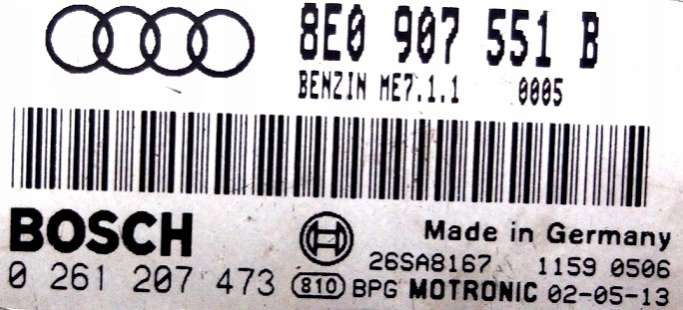 8E0 907 551 B
BENZIN ME7.1.1 0005
BOSCH
Made in Germany
26SA8167 1159 0506
0 261 207 473 810 BPG MOTRONIC 02-05-13